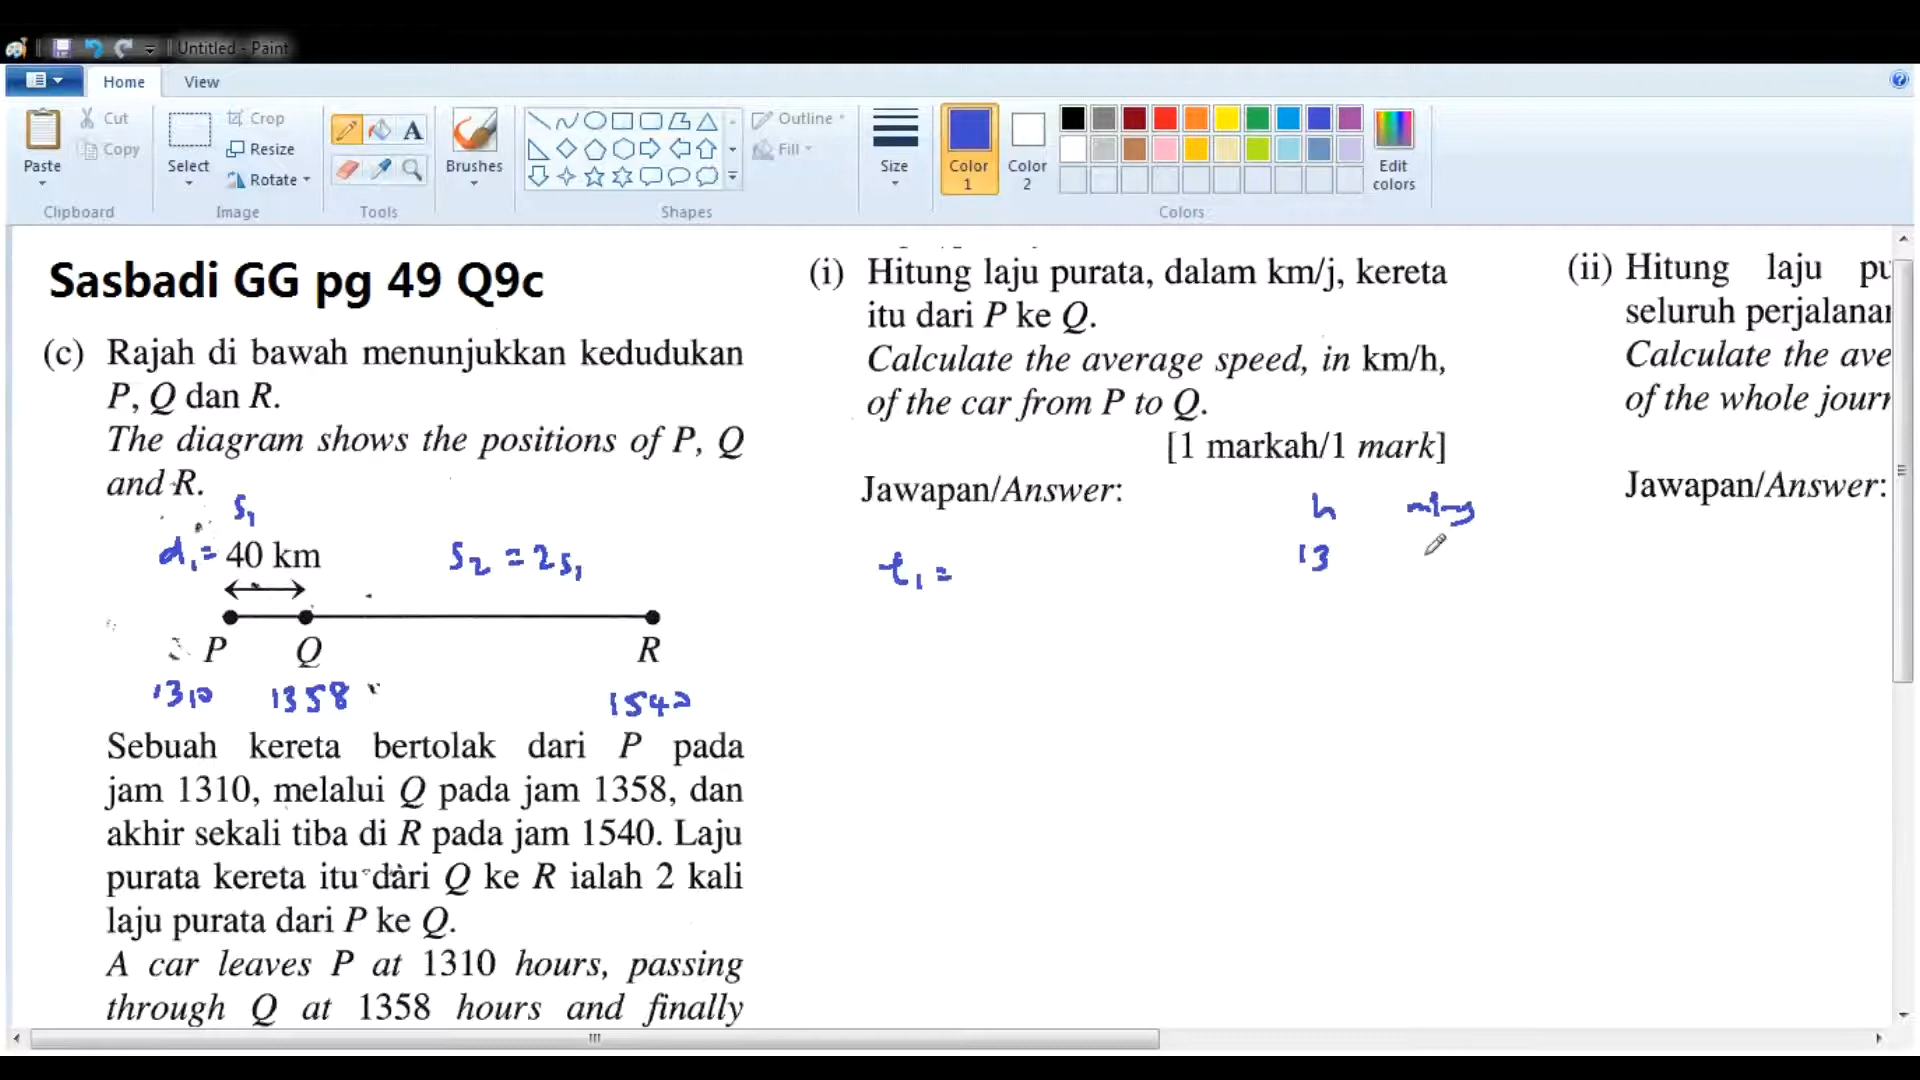 Untitled - Paint
Home View
Paste
Cut
Copy
Clipboard
Select
Crop
Resize
Rotate
Image
A
Tools
Brushes
Outline
Fill
Shapes
Size
Color 1
Color 2
Edit colors
Colors
Sasbadi GG pg 49 Q9c
(c) Rajah di bawah menunjukkan kedudukan
P, Q dan R.
The diagram shows the positions of P, Q
and R.
s₁
d₁ = 40 km
s₂ = 2s₁
P Q R
1310 1358 1540
Sebuah kereta bertolak dari P pada
jam 1310, melalui Q pada jam 1358, dan
akhir sekali tiba di R pada jam 1540. Laju
purata kereta itu dari Q ke R ialah 2 kali
laju purata dari P ke Q.
A car leaves P at 1310 hours, passing
through Q at 1358 hours and finally
(i) Hitung laju purata, dalam km/j, kereta
itu dari P ke Q.
Calculate the average speed, in km/h,
of the car from P to Q.
[1 markah/1 mark]
Jawapan/Answer:
h mins
t₁ =
13
(ii) Hitung laju pu
seluruh perjalanan
Calculate the ave
of the whole journ
Jawapan/Answer: